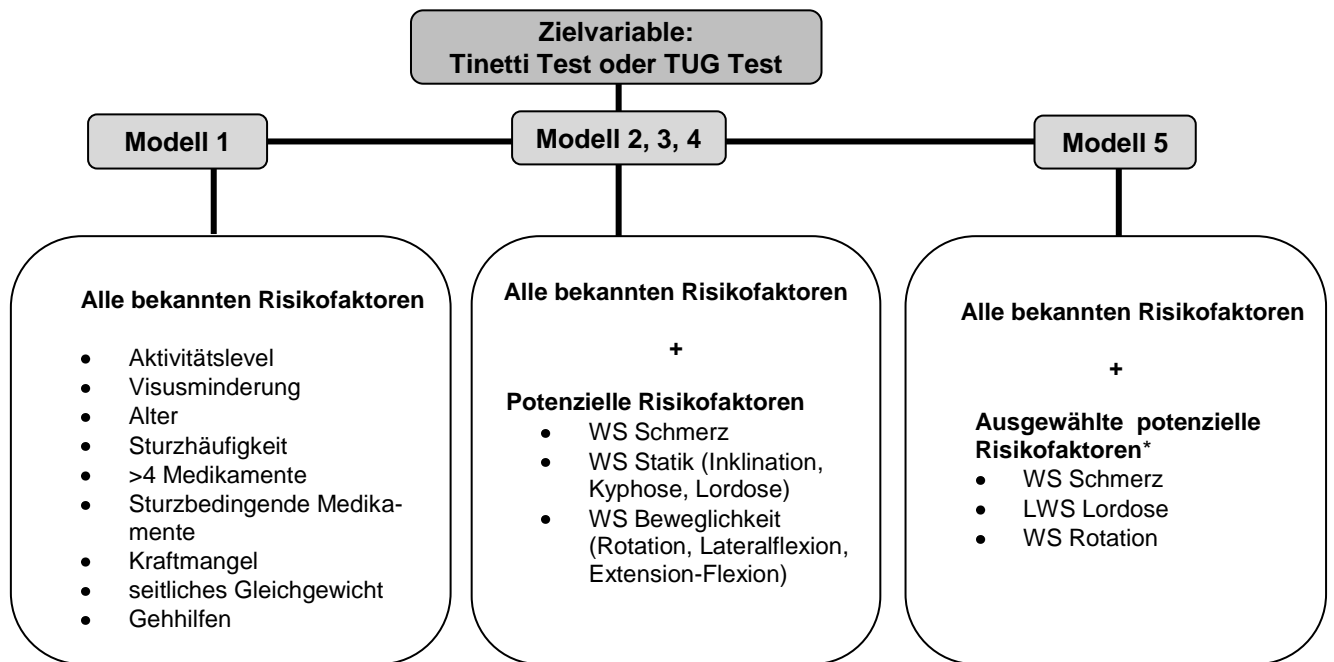 Zielvariable:
Tinetti Test oder TUG Test
Modell 1
Modell 2, 3, 4
Modell 5
Alle bekannten Risikofaktoren
• Aktivitätslevel
• Visusminderung
• Alter
• Sturzhäufigkeit
• >4 Medikamente
• Sturzbedingende Medika-
mente
• Kraftmangel
• seitliches Gleichgewicht
• Gehhilfen
Alle bekannten Risikofaktoren
+
Potenzielle Risikofaktoren
• WS Schmerz
• WS Statik (Inklination,
Kyphose, Lordose)
• WS Beweglichkeit
(Rotation, Lateralflexion,
Extension-Flexion)
Alle bekannten Risikofaktoren
+
Ausgewählte potenzielle
Risikofaktoren*
• WS Schmerz
• LWS Lordose
• WS Rotation